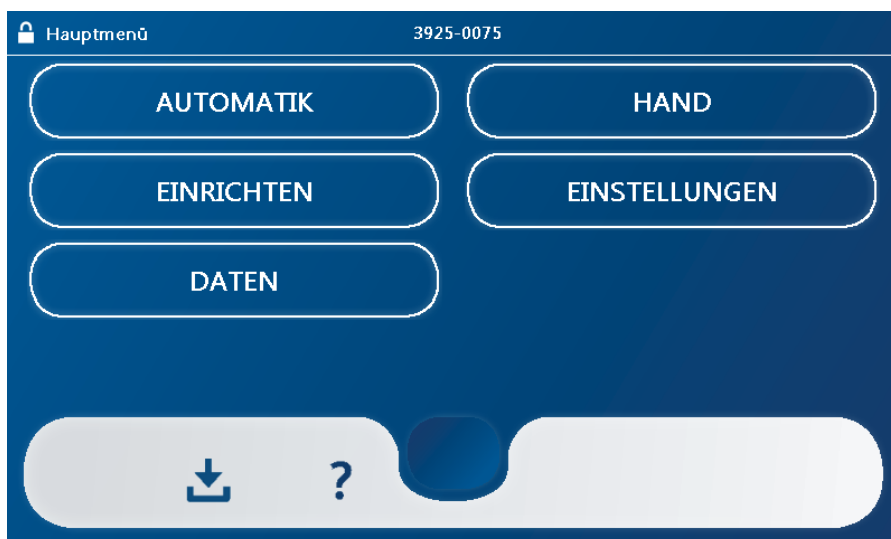 Hauptmenü 3925-0075
AUTOMATIK HAND
EINRICHTEN EINSTELLUNGEN
DATEN
?